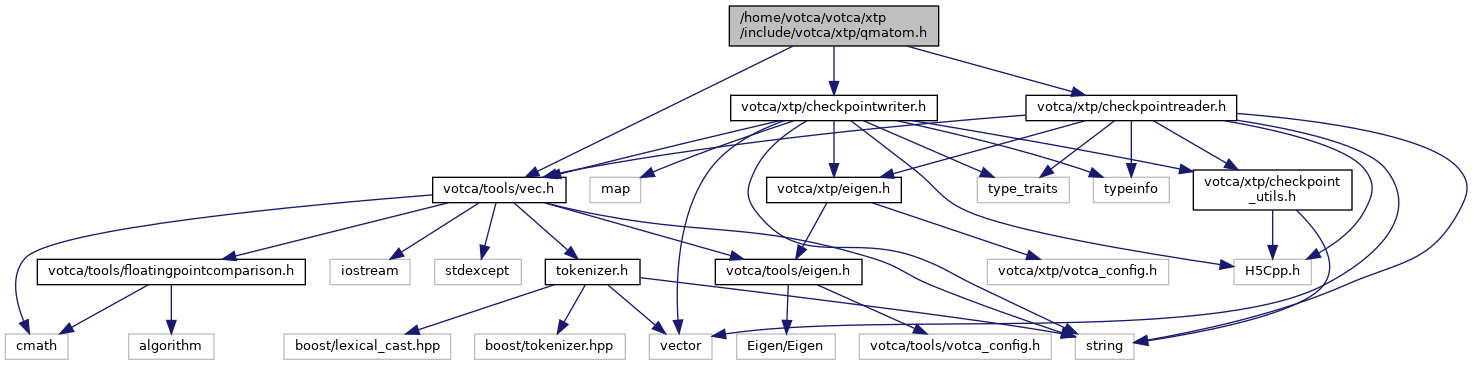 /home/votca/votca/xtp
/include/votca/xtp/qmatom.h
votca/xtp/checkpointwriter.h
votca/xtp/checkpointreader.h
votca/tools/vec.h
map
votca/xtp/eigen.h
type_traits
typeinfo
votca/xtp/checkpoint
_utils.h
votca/tools/floatingpointcomparison.h
iostream
stdexcept
tokenizer.h
votca/tools/eigen.h
votca/xtp/votca_config.h
H5Cpp.h
cmath
algorithm
boost/lexical_cast.hpp
boost/tokenizer.hpp
vector
Eigen/Eigen
votca/tools/votca_config.h
string